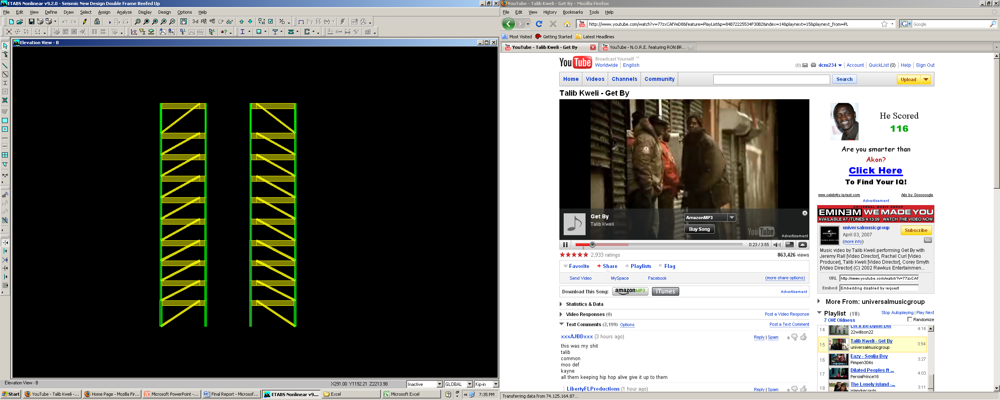 ETABS Nonlinear v9.2.0 - Seismic New Design Double Frame Beefed Up
File Edit View Define Draw Select Assign Analyze Display Design Options Help
3-d
Elevation View - B
all
ps
clr
Elevation View - B
X291.00 Y1192.21 Z2213.98
Inactive
GLOBAL
Kip-in
Start
YouTube - Talib Kweli -...
Home Page - Mozilla Fir...
Microsoft PowerPoint -...
Final Report - Microsof...
ETABS Nonlinear v9....
Excel
Microsoft Excel
7:35 PM
YouTube - Talib Kweli - Get By - Mozilla Firefox
File Edit View History Bookmarks Tools Help
http://www.youtube.com/watch?v=77zxCAfVeD8&feature=PlayList&p=84B72225534F30B2&index=14&playnext=15&playnext_from=PL
Google
Most Visited Getting Started Latest Headlines
YouTube - Talib Kweli - Get By
YouTube - N.O.R.E. featuring RON BR...
YouTube
Broadcast Yourself ™
Worldwide English
(0) dcm234 Account QuickList (0) Help Sign Out
Home Videos Channels Community
Search
Upload
Talib Kweli - Get By
Get By
Talib Kweli
AmazonMP3
Buy Song
YouTube
Advertisement
0:23 / 3:55
2,933 ratings
863,426 views
Favorite Share Playlists Flag
Send Video MySpace Facebook (more share options)
Download This Song: amazonMP3 iTunes Advertisement
Statistics & Data
Video Responses (0) Post a Video Response
Text Comments (2,199) Options Post a Text Comment
xxxAJBDxxx (3 hours ago) Reply | Spam 0
this was my shit
talib
common
mos def
kayne
all them keeping hip hop alive give it up to them
LibertyFLProductions (1 hour ago) Reply | Spam 0
Transferring data from 74.125.164.87...
He Scored
116
Are you smarter than
Akon?
Click Here
To Find Your IQ!
www.celebrity-iq-test.com Ads by Goooooogle
Advertisement
UNIVERSAL MUSIC GROUP
EMINEM WE MADE YOU
AVAILABLE AT ITUNES 4.13.09 WATCH THE VIDEO NOW
UNIVERSAL
universalmusicgroup
April 03, 2007
(more info)
Subscribe
Tube
Music video by Talib Kweli performing Get By with
Jeremy Rall [Video Director], Rachel Curl [Video
Producer], Talib Kweli [Video Director], Corey Smyth
[Video Director] (C) 2002 Rawkus Entertainmen...
URL http://www.youtube.com/watch?v=77zxCAf
Embed Embedding disabled by request
More From: universalmusicgroup
Playlist (18) Stop Autoplaying | Play Next
7 OH! Oldness Randomize
14 Let it Be-Dyme Def 4:16
22willson22
15 Talib Kweli - Get By 3:54
universalmusicgroup
16 Eazy - Soulja Boy 3:27
Pimpen304s
17 Dilated Peoples ft ... 4:03
PersiaPrince16
18 The Lonely island -... 3:11
islandrecords